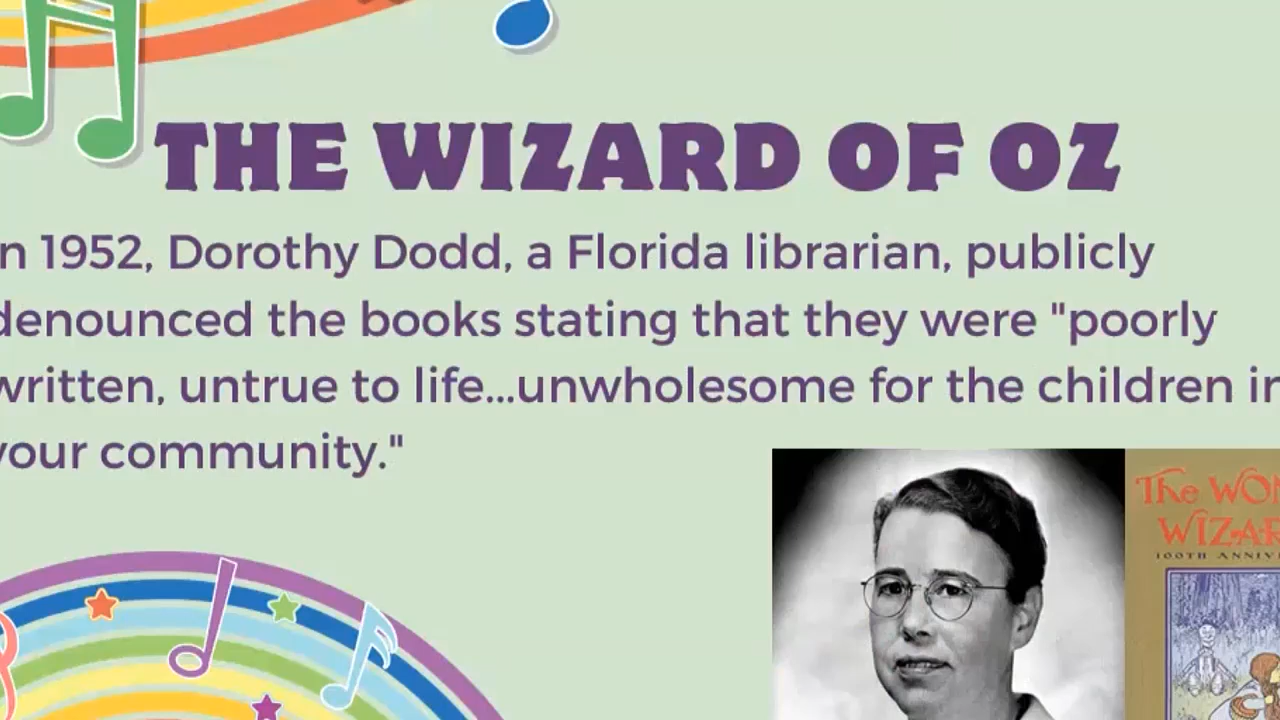 THE WIZARD OF OZ
n 1952, Dorothy Dodd, a Florida librarian, publicly
denounced the books stating that they were "poorly
written, untrue to life...unwholesome for the children in
your community."
The WON
WIZAR
100TH ANNIV